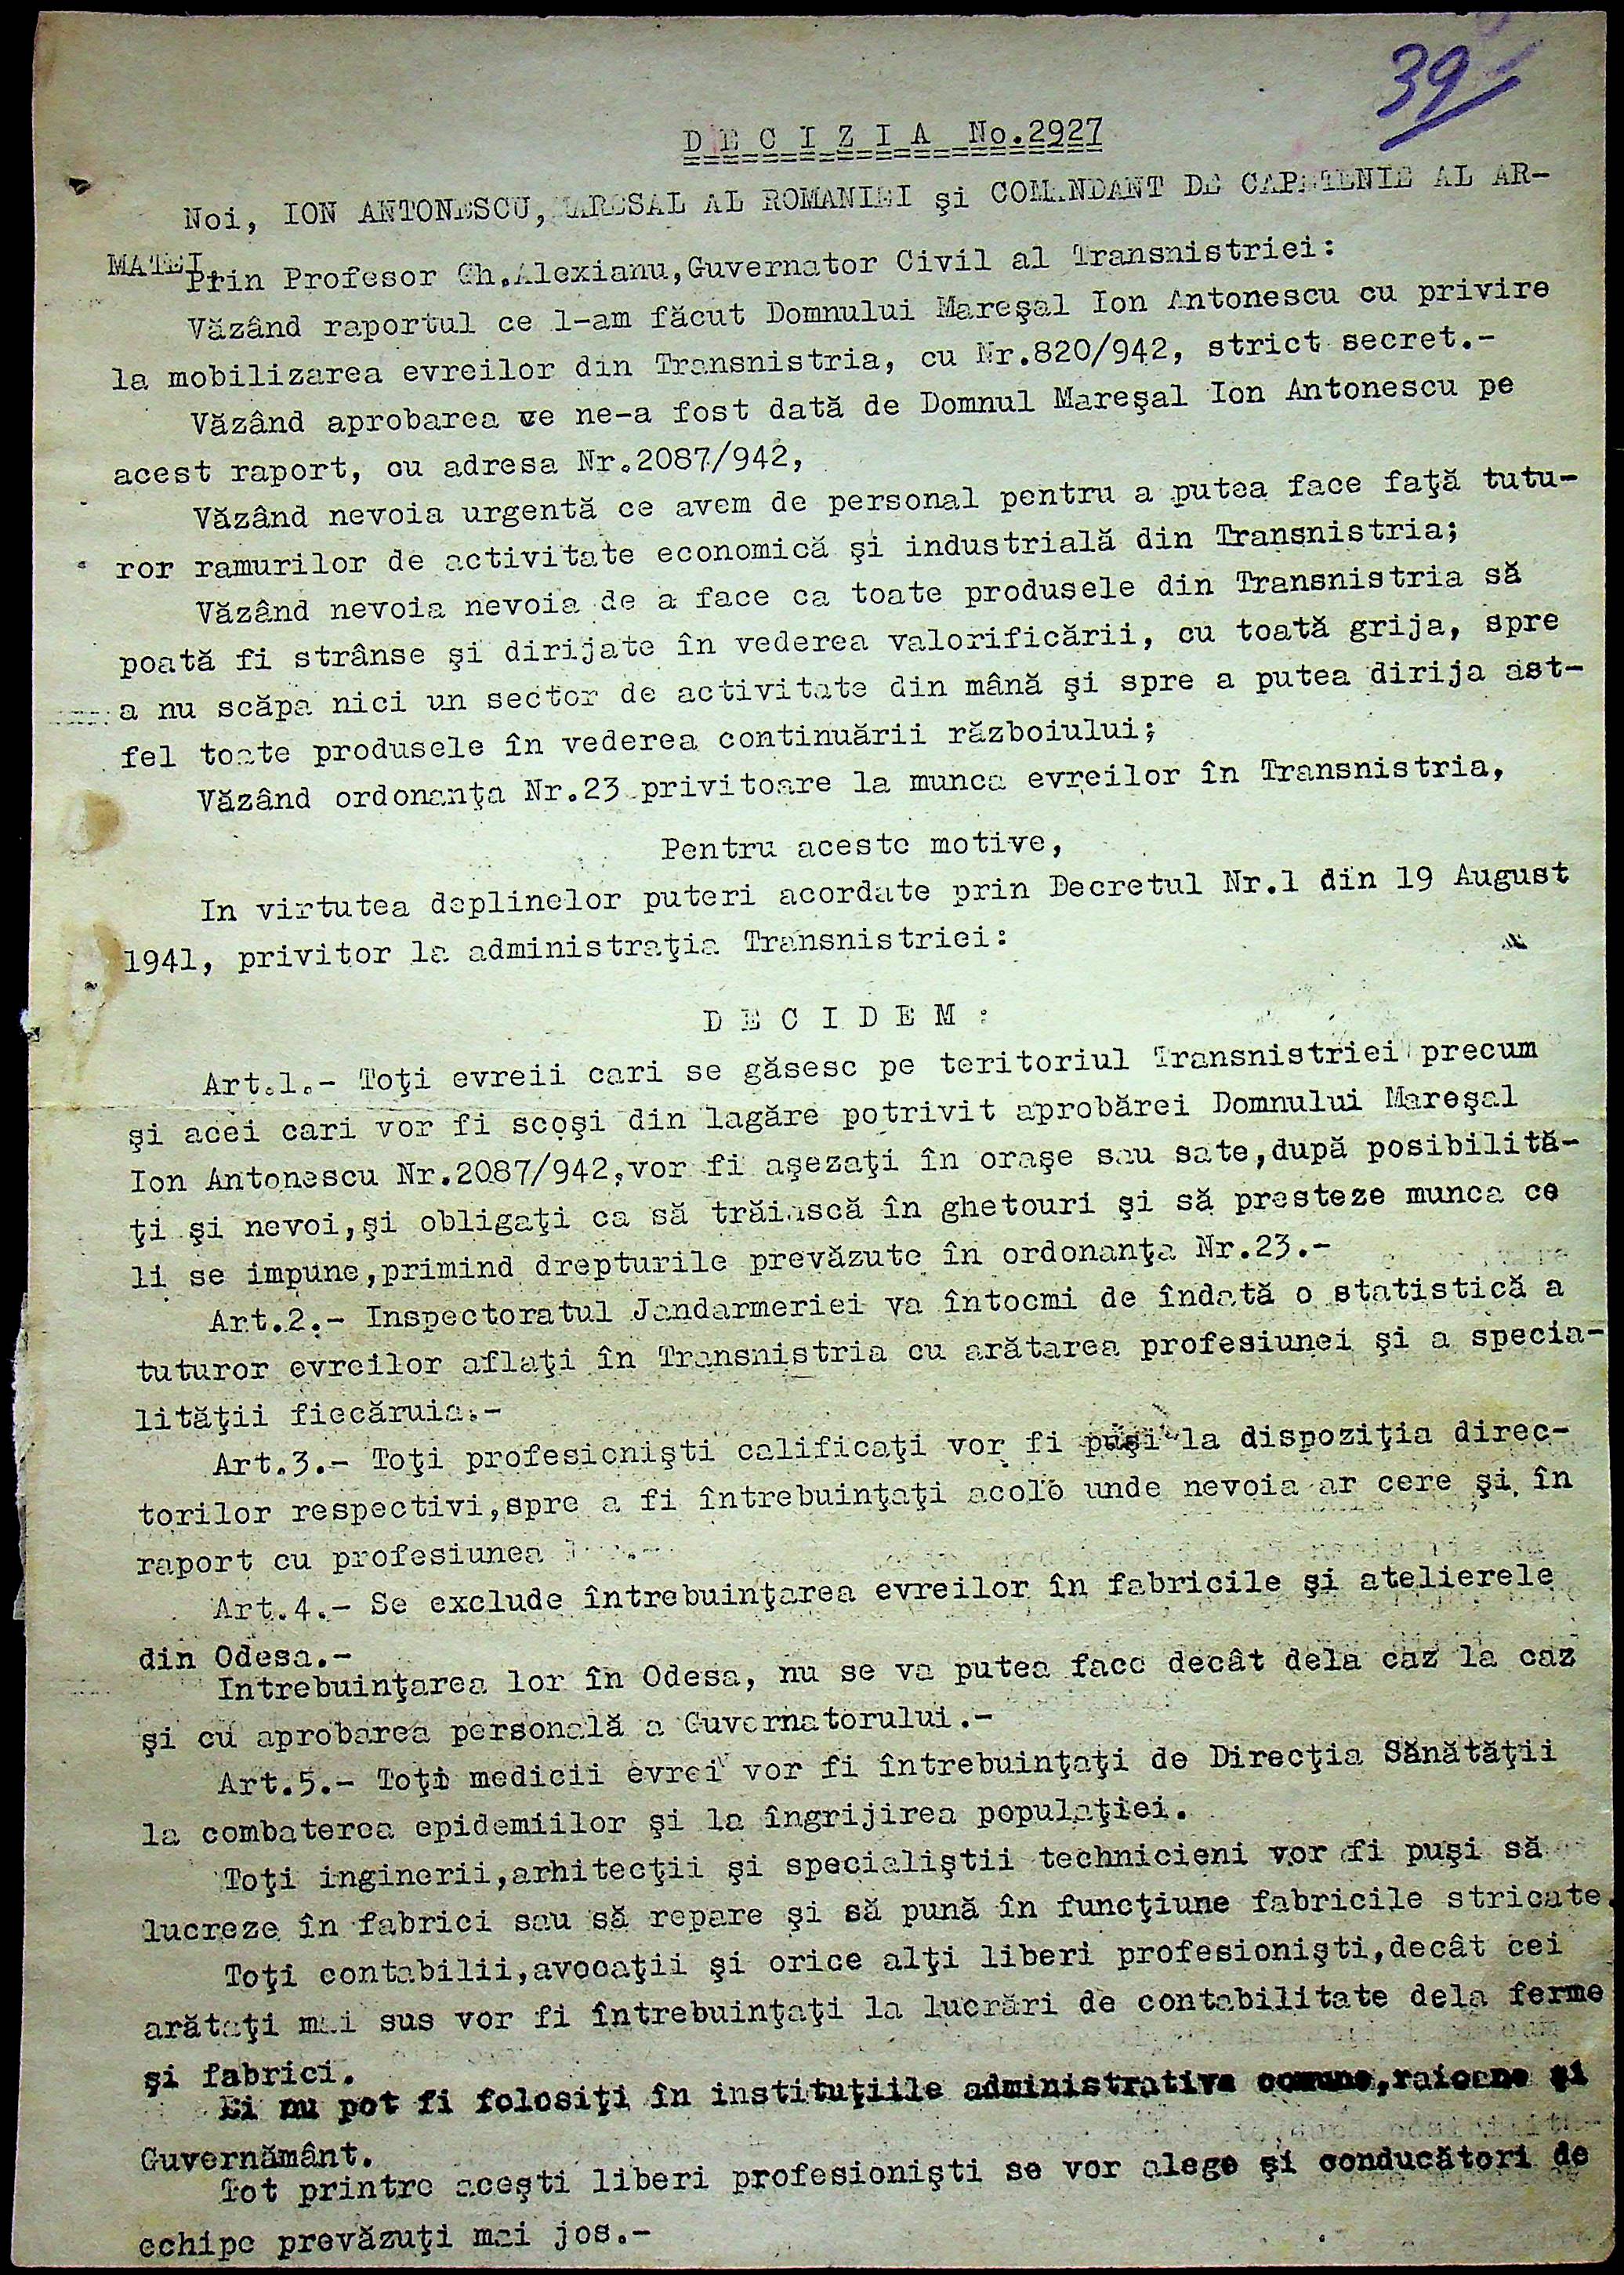 39
D E C I Z I A No.2927
Noi, ION ANTONESCU, MARESAL AL ROMANIEI şi COMANDANT DE CAPETENIE AL AR-
MATEI
Prin Profesor Gh.Alexianu,Guvernator Civil al Transnistriei:
Văzând raportul ce l-am făcut Domnului Mareşal Ion Antonescu cu privire
la mobilizarea evreilor din Transnistria, cu Nr.820/942, strict secret.-
Văzând aprobarea ce ne-a fost dată de Domnul Mareşal Ion Antonescu pe
acest raport, cu adresa Nr.2087/942,
Văzând nevoia urgentă ce avem de personal pentru a putea face faţă tutu-
ror ramurilor de activitate economică şi industrială din Transnistria;
Văzând nevoia nevoia de a face ca toate produsele din Transnistria să
poată fi strânse şi dirijate în vederea valorificării, cu toată grija, spre
a nu scăpa nici un sector de activitate din mână şi spre a putea dirija ast-
fel toate produsele în vederea continuării războiului;
Văzând ordonanţa Nr.23 privitoare la munca evreilor în Transnistria,
Pentru aceste motive,
In virtutea deplinelor puteri acordate prin Decretul Nr.1 din 19 August
1941, privitor la administraţia Transnistriei:
D E C I D E M :
Art.1.- Toţi evreii cari se găsesc pe teritoriul Transnistriei precum
şi acei cari vor fi scoşi din lagăre potrivit aprobărei Domnului Mareşal
Ion Antonescu Nr.2087/942,vor fi aşezaţi în oraşe sau sate,după posibilită-
ţi şi nevoi,şi obligaţi ca să trăiască în ghetouri şi să presteze munca ce
li se impune,primind drepturile prevăzute în ordonanţa Nr.23.-
Art.2.- Inspectoratul Jandarmeriei va întocmi de îndată o statistică a
tuturor evreilor aflaţi în Transnistria cu arătarea profesiunei şi a specia-
lităţii fiecăruia.-
Art.3.- Toţi profesionişti calificaţi vor fi puşi la dispoziţia direc-
torilor respectivi,spre a fi întrebuinţaţi acolo unde nevoia ar cere şi în
raport cu profesiunea
Art.4.- Se exclude întrebuinţarea evreilor în fabricile şi atelierele
din Odesa.-
Intrebuinţarea lor în Odesa, nu se va putea face decât dela caz la caz
şi cu aprobarea personală a Guvernatorului.-
Art.5.- Toţi medicii evrei vor fi întrebuinţaţi de Direcţia Sănătăţii
la combaterea epidemiilor şi la îngrijirea populaţiei.
Toţi inginerii,arhitecţii şi specialiştii technicieni vor fi puşi să
lucreze în fabrici sau să repare şi să pună în funcţiune fabricile stricate.
Toţi contabilii,avocaţii şi orice alţi liberi profesionişti,decât cei
arătaţi mai sus vor fi întrebuinţaţi la lucrări de contabilitate dela ferme
şi fabrici.
Ei nu pot fi folosiţi în instituţiile administrative comune,raioane şi
Guvernământ.
Tot printre aceşti liberi profesionişti se vor alege şi conducători de
echipe prevăzuţi mai jos.-